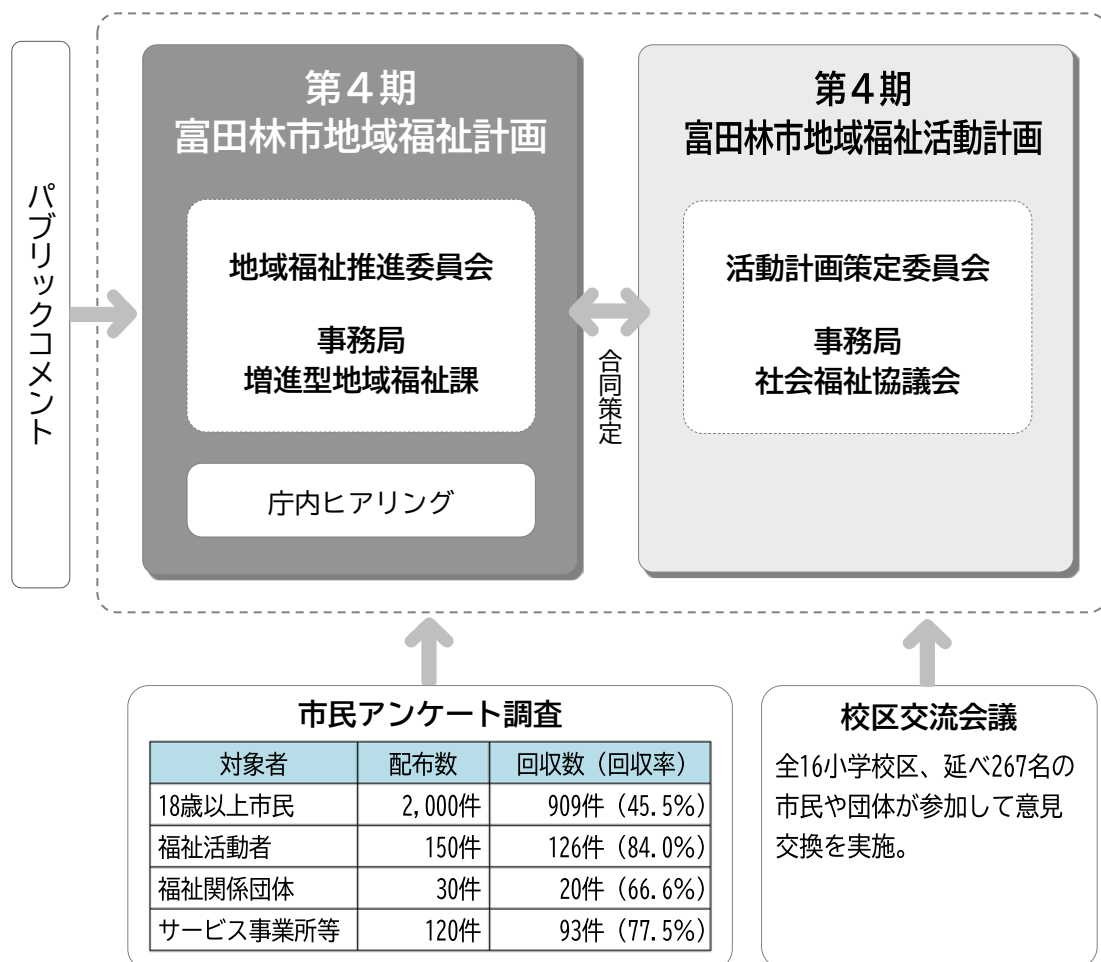 パブリックコメント
第4期
富田林市地域福祉計画
地域福祉推進委員会
事務局
増進型地域福祉課
庁内ヒアリング
合同策定
第4期
富田林市地域福祉活動計画
活動計画策定委員会
事務局
社会福祉協議会
市民アンケート調査
対象者 配布数 回収数（回収率）
18歳以上市民 2,000件 909件 (45.5%)
福祉活動者 150件 126件 (84.0%)
福祉関係団体 30件 20件 (66.6%)
サービス事業所等 120件 93件 (77.5%)
校区交流会議
全16小学校区、延べ267名の
市民や団体が参加して意見
交換を実施。